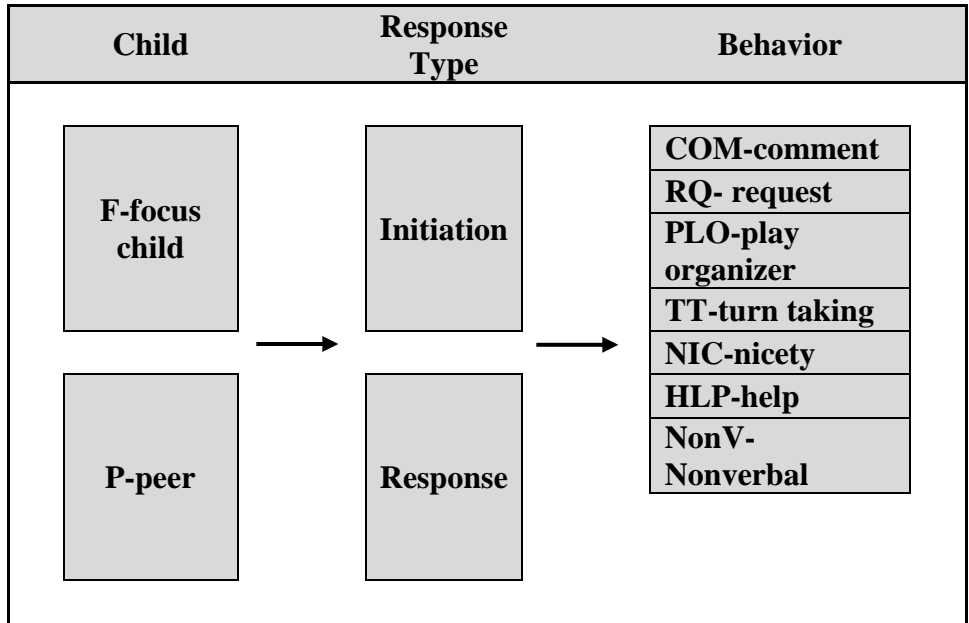 Child
Response
Type
Behavior
F-focus
child
P-peer
Initiation
Response
COM-comment
RQ- request
PLO-play
organizer
TT-turn taking
NIC-nicety
HLP-help
NonV-
Nonverbal